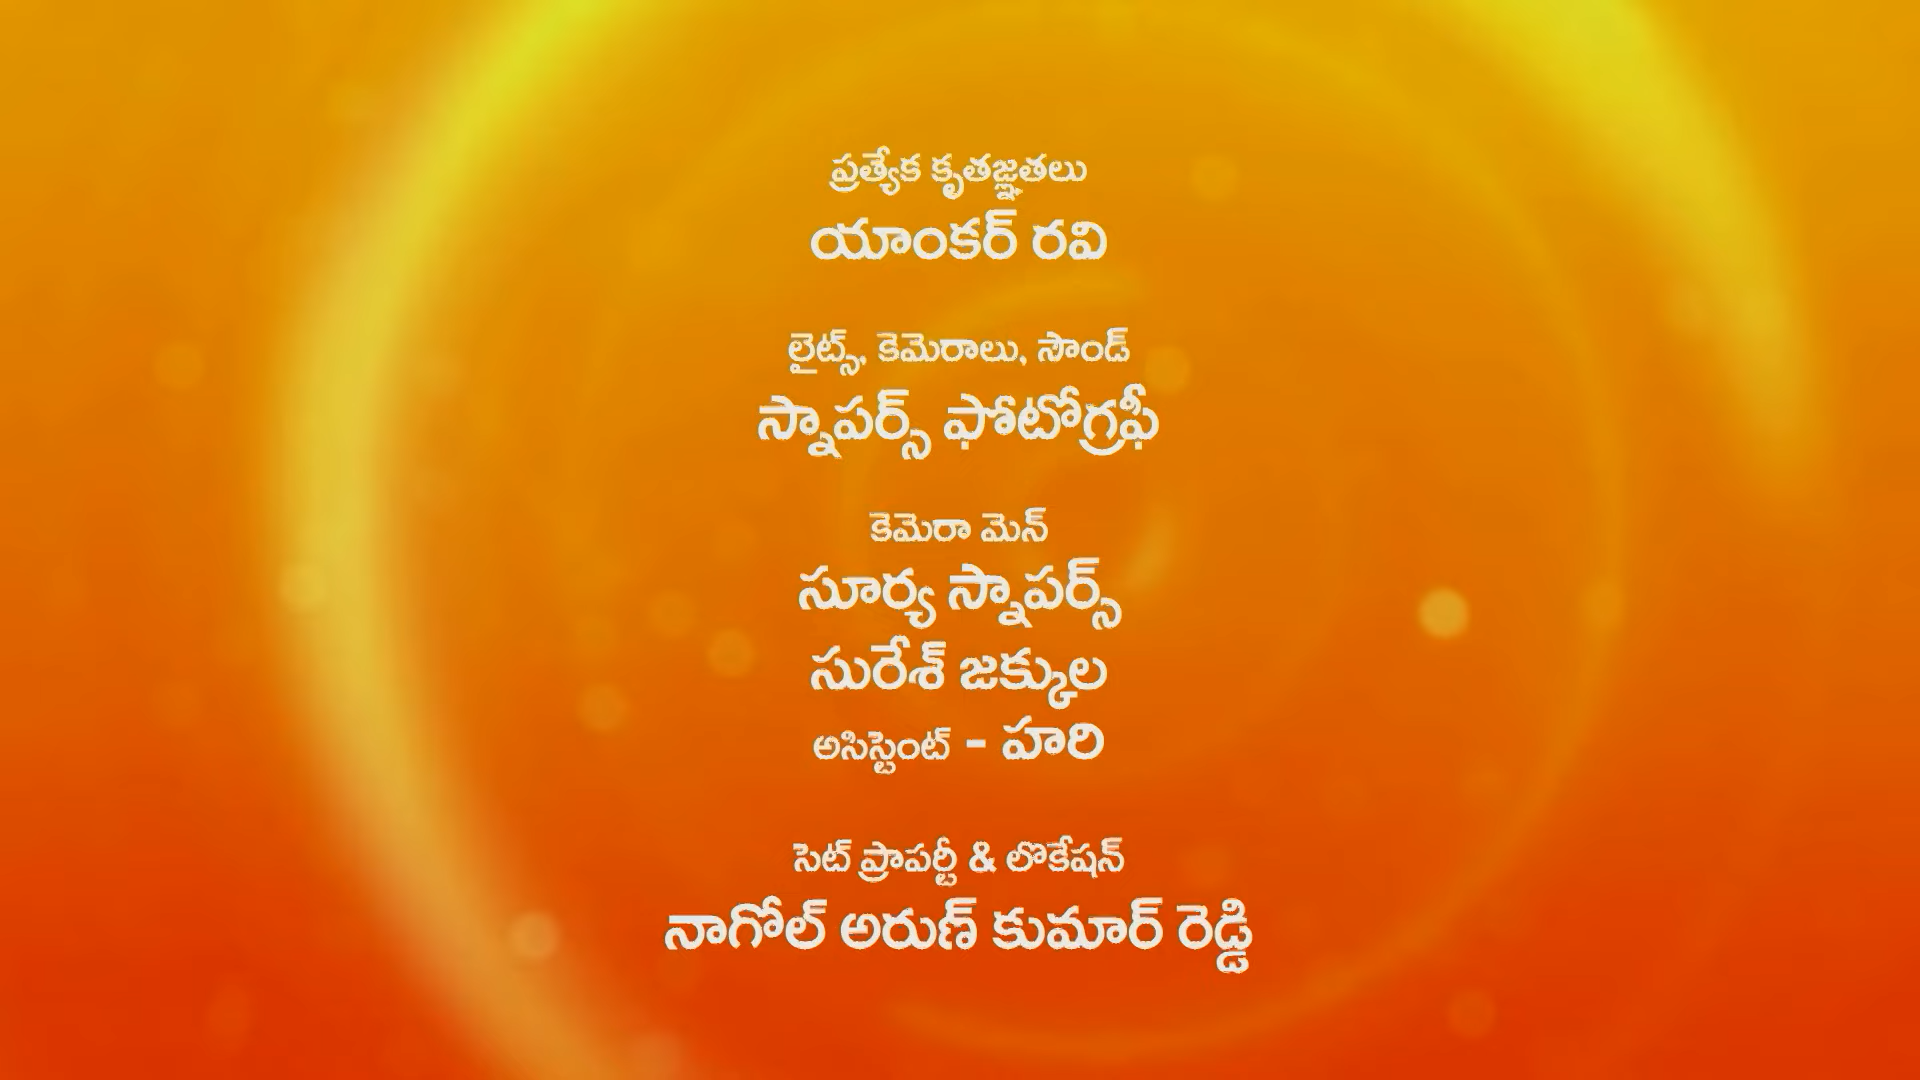 ప్రత్యేక కృతజ్ఞతలు
యాంకర్ రవి
లైట్స్, కెమెరాలు, సౌండ్
స్నాపర్స్ ఫోటోగ్రఫీ
కెమెరా మెన్
సూర్య స్నాపర్స్
సురేశ్ జక్కుల
అసిస్టెంట్ - హరి
సెట్ ప్రాపర్టీ & లొకేషన్
నాగోల్ అరుణ్ కుమార్ రెడ్డి